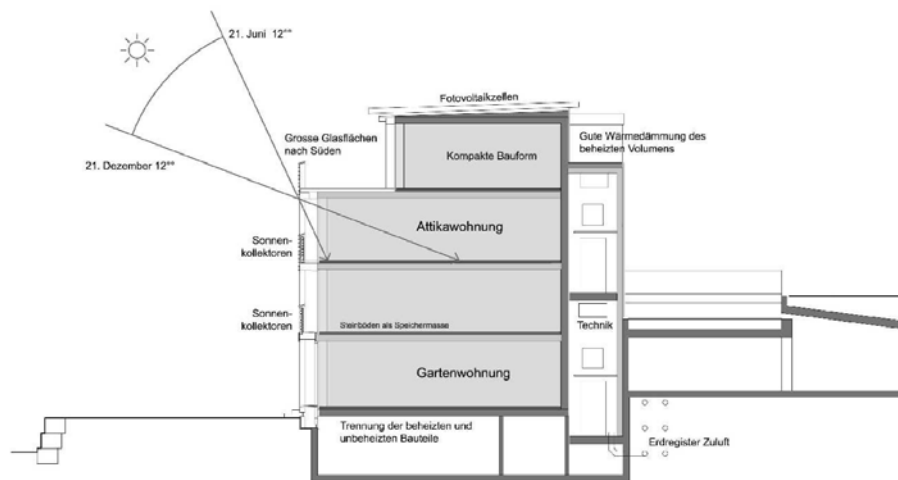 21. Juni 12°°
Fotovoltaikzellen
Grosse Glasflächen
nach Süden
Gute Wärmedämmung des
beheizten Volumens
Kompakte Bauform
21. Dezember 12°°
Attikawohnung
Sonnen-
kollektoren
Sonnen-
kollektoren
Steinböden als Speichermasse
Technik
Gartenwohnung
Trennung der beheizten und
unbeheizten Bauteile
Erdregister Zuluft